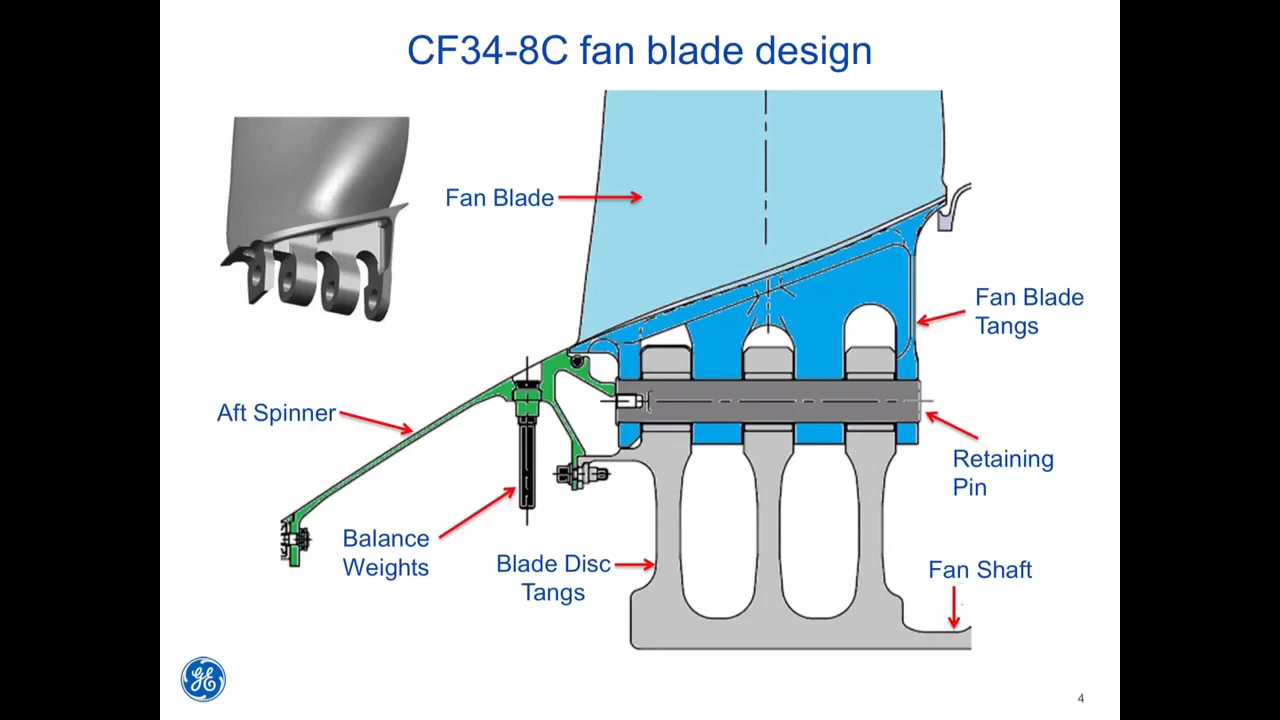 CF34-8C fan blade design
Fan Blade
Fan Blade
Tangs
Aft Spinner
Retaining
Pin
Balance
Weights
Blade Disc
Tangs
Fan Shaft
GE
4